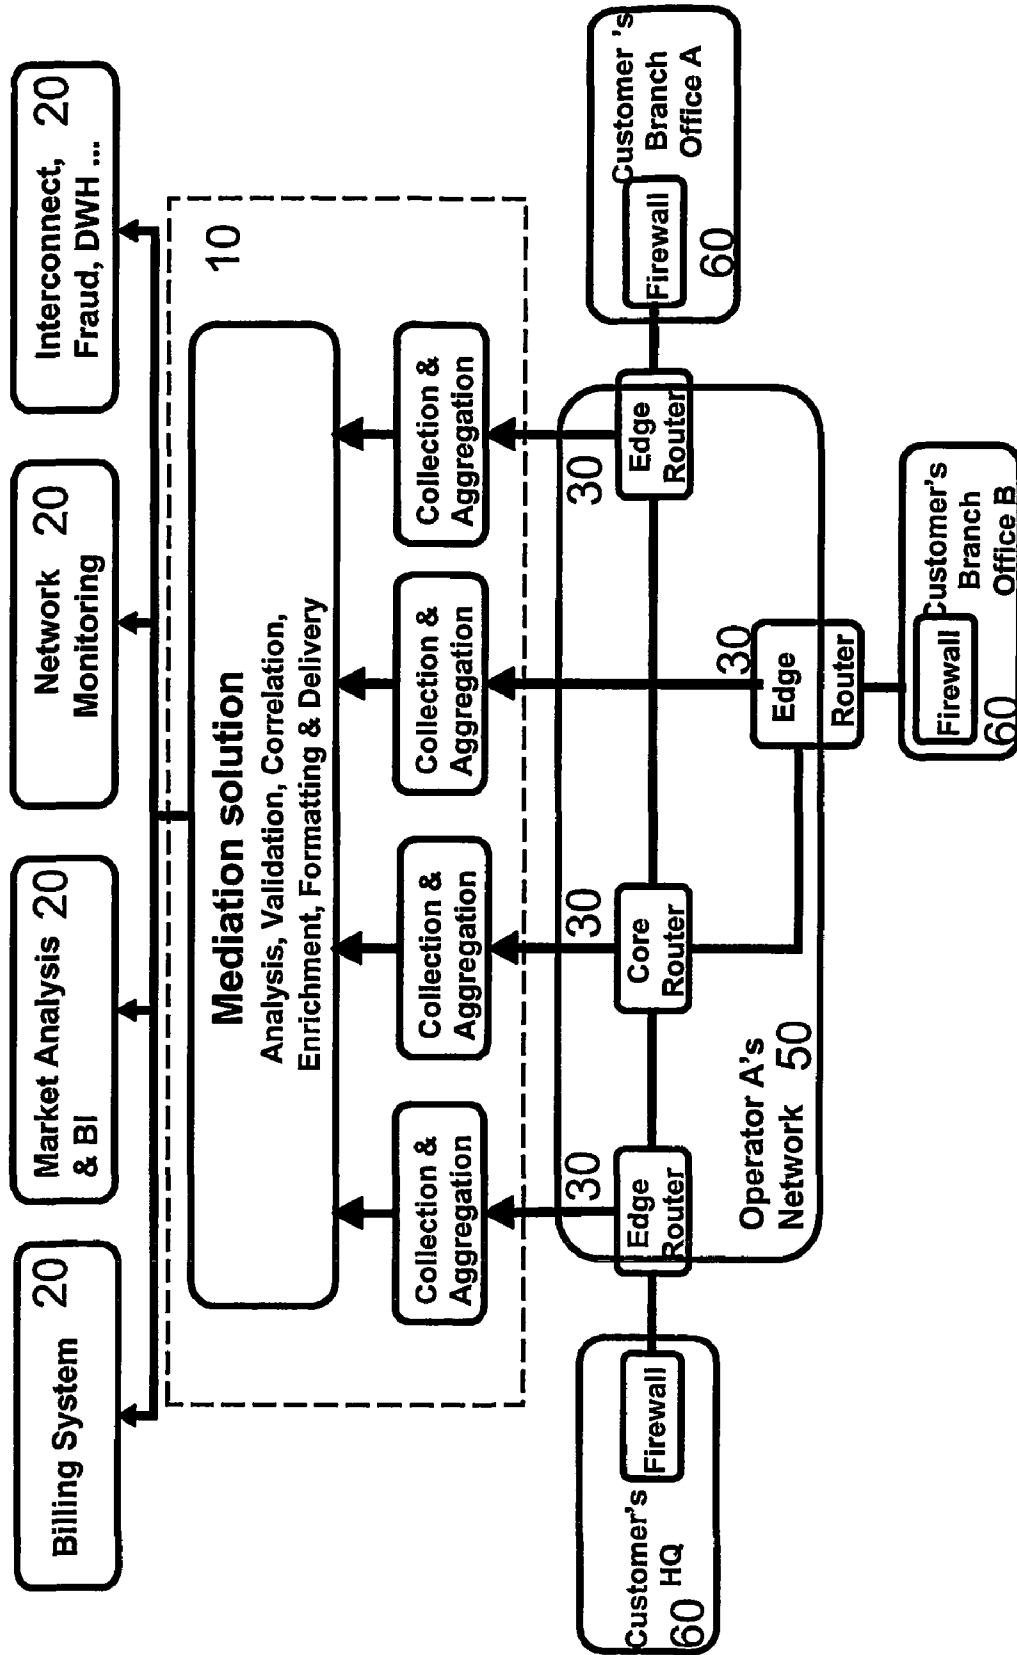 Billing System 20
Market Analysis 20
& BI
Network 20
Monitoring
Interconnect, 20
Fraud, DWH ...
10
Mediation solution
Analysis, Validation, Correlation,
Enrichment, Formatting & Delivery
Collection &
Aggregation
Collection &
Aggregation
Collection &
Aggregation
Collection &
Aggregation
30
30
30
30
Edge
Router
Core
Router
Edge
Router
Edge
Router
Operator A's
Network 50
Customer's
HQ
60
Firewall
Firewall
Customer 's
Branch
Office A
60
Firewall
Customer's
Branch
Office B
60